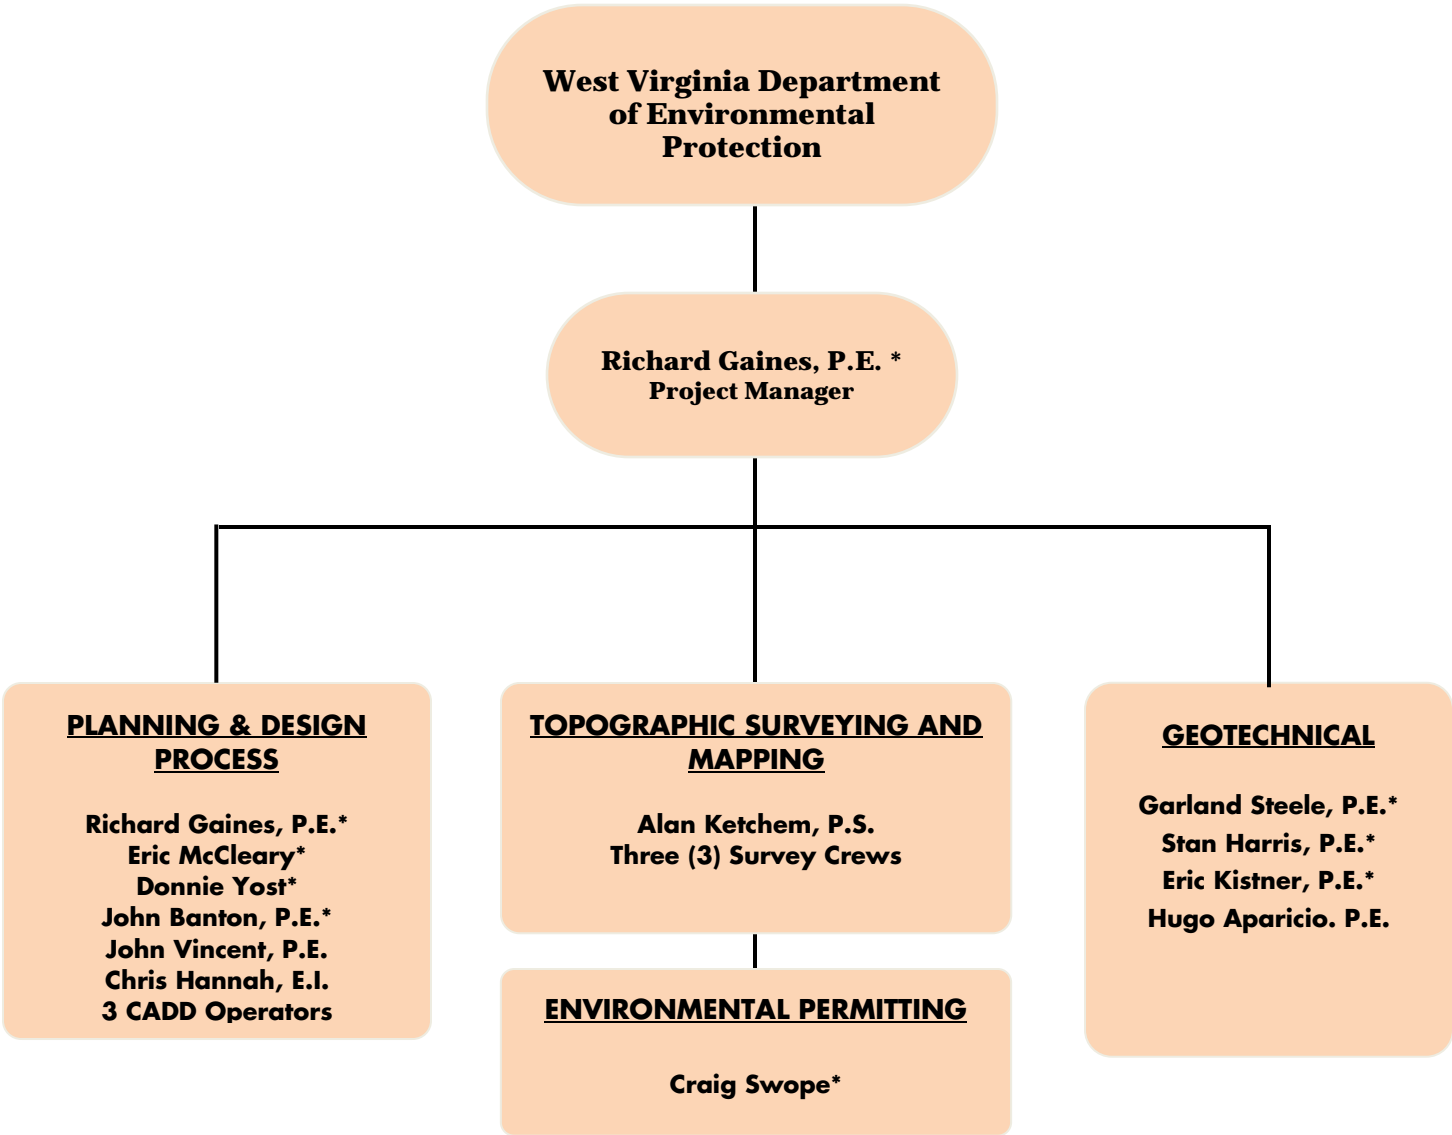 West Virginia Department
of Environmental
Protection
Richard Gaines, P.E. *
Project Manager
PLANNING & DESIGN
PROCESS
Richard Gaines, P.E.*
Eric McCleary*
Donnie Yost*
John Banton, P.E.*
John Vincent, P.E.
Chris Hannah, E.I.
3 CADD Operators
TOPOGRAPHIC SURVEYING AND
MAPPING
Alan Ketchem, P.S.
Three (3) Survey Crews
ENVIRONMENTAL PERMITTING
Craig Swope*
GEOTECHNICAL
Garland Steele, P.E.*
Stan Harris, P.E.*
Eric Kistner, P.E.*
Hugo Aparicio. P.E.